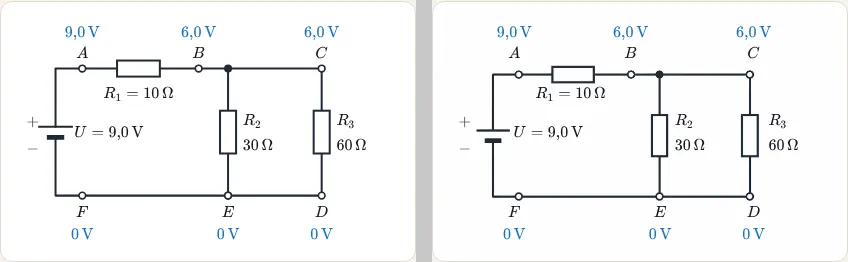 9,0 V 6,0 V 6,0 V
A B C
R₁ = 10 Ω
+ R₂ R₃
U = 9,0 V
− 30 Ω 60 Ω
F E D
0 V 0 V 0 V
9,0 V 6,0 V 6,0 V
A B C
R₁ = 10 Ω
+ R₂ R₃
U = 9,0 V
− 30 Ω 60 Ω
F E D
0 V 0 V 0 V